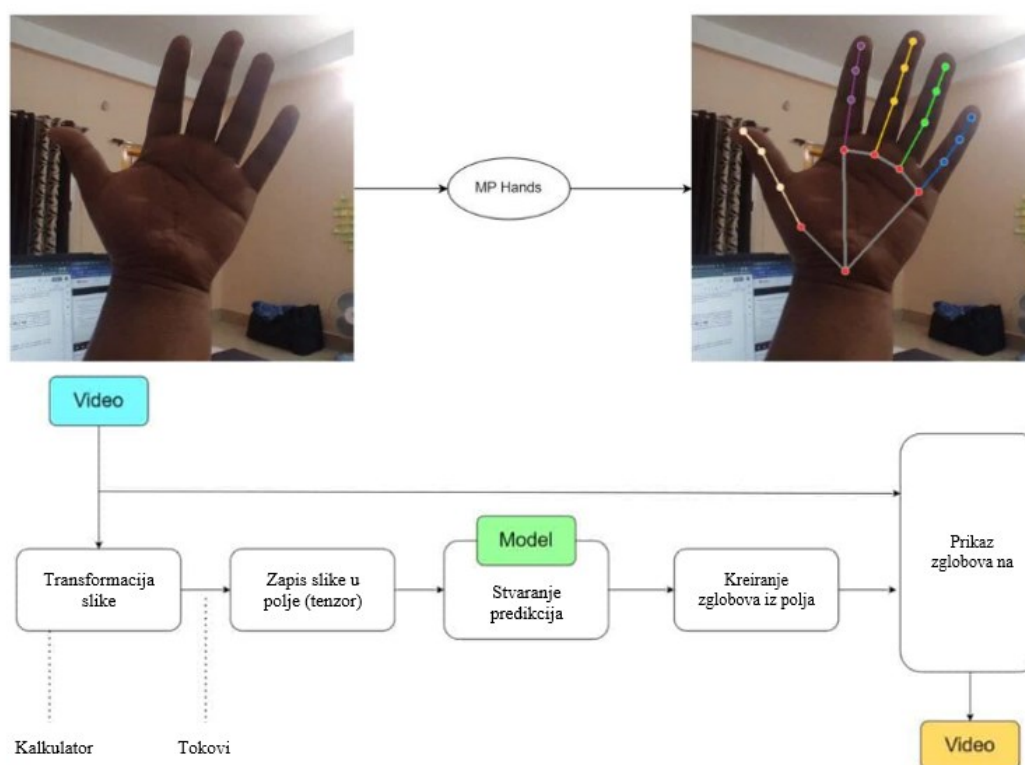 MP Hands
Video
Transformacija
slike
Zapis slike u
polje (tenzor)
Model
Stvaranje
predikcija
Kreiranje
zglobova iz polja
Prikaz
zglobova na
Kalkulator
Tokovi
Video